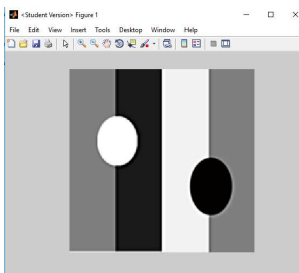 <Student Version> Figure 1
File Edit View Insert Tools Desktop Window Help